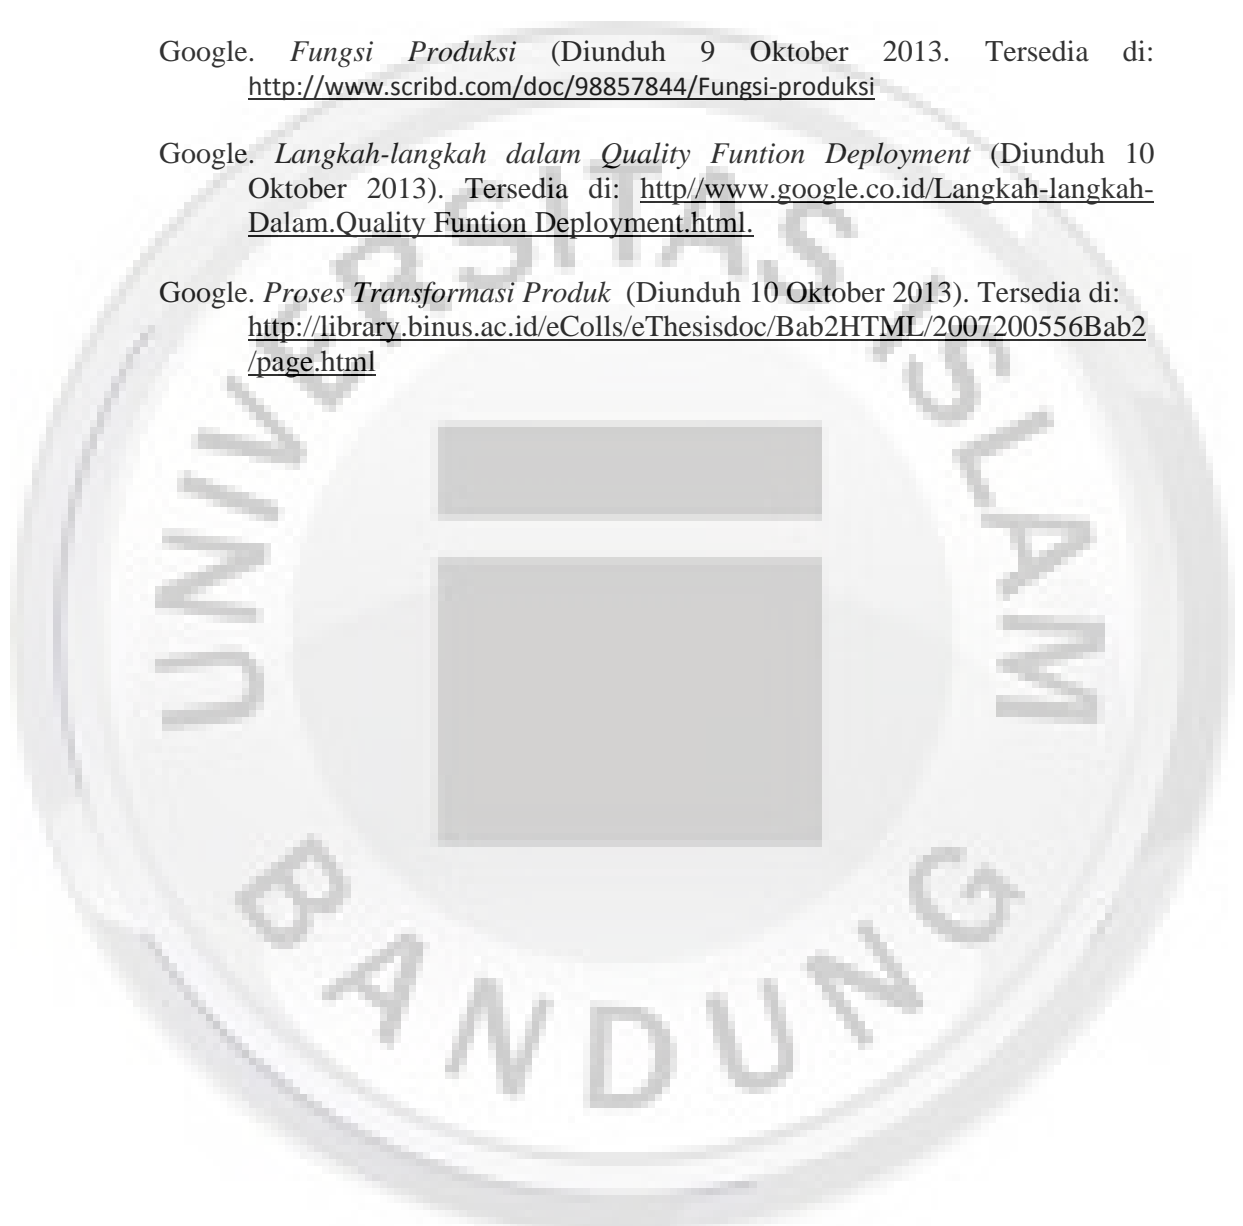 Google. Fungsi Produksi (Diunduh 9 Oktober 2013. Tersedia di:
http://www.scribd.com/doc/98857844/Fungsi-produksi
Google. Langkah-langkah dalam Quality Funtion Deployment (Diunduh 10
Oktober 2013). Tersedia di: http//www.google.co.id/Langkah-langkah-
Dalam.Quality Funtion Deployment.html.
Google. Proses Transformasi Produk (Diunduh 10 Oktober 2013). Tersedia di:
http://library.binus.ac.id/eColls/eThesisdoc/Bab2HTML/2007200556Bab2
/page.html
UNIVERSITAS ISLAM
BANDUNG